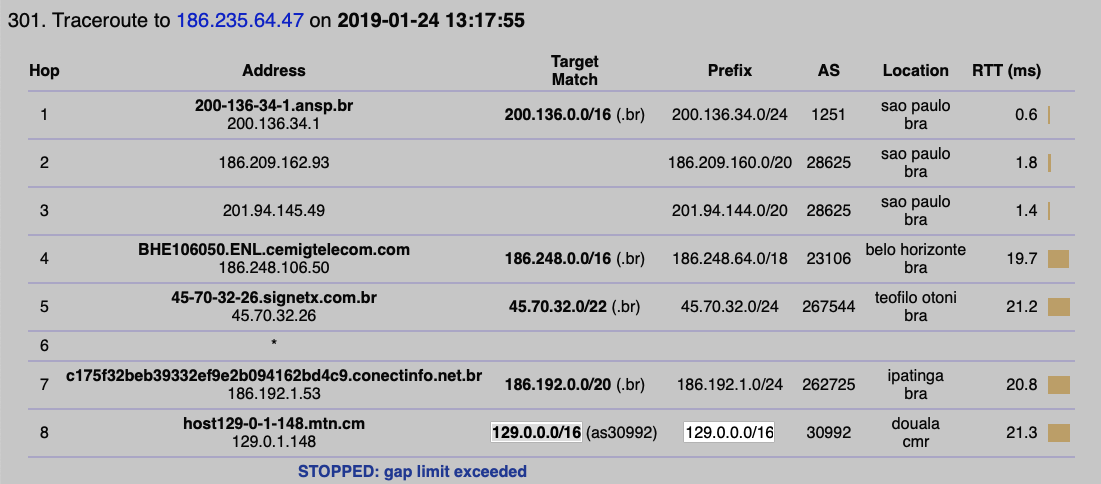 301. Traceroute to 186.235.64.47 on 2019-01-24 13:17:55
Hop Address Target Match Prefix AS Location RTT (ms)
1 200-136-34-1.ansp.br 200.136.34.1 200.136.0.0/16 (.br) 200.136.34.0/24 1251 sao paulo bra 0.6
2 186.209.162.93 186.209.160.0/20 28625 sao paulo bra 1.8
3 201.94.145.49 201.94.144.0/20 28625 sao paulo bra 1.4
4 BHE106050.ENL.cemigtelecom.com 186.248.106.50 186.248.0.0/16 (.br) 186.248.64.0/18 23106 belo horizonte bra 19.7
5 45-70-32-26.signetx.com.br 45.70.32.26 45.70.32.0/22 (.br) 45.70.32.0/24 267544 teofilo otoni bra 21.2
6 *
7 c175f32beb39332ef9e2b094162bd4c9.conectinfo.net.br 186.192.1.53 186.192.0.0/20 (.br) 186.192.1.0/24 262725 ipatinga bra 20.8
8 host129-0-1-148.mtn.cm 129.0.1.148 129.0.0.0/16 (as30992) 129.0.0.0/16 30992 douala cmr 21.3
STOPPED: gap limit exceeded